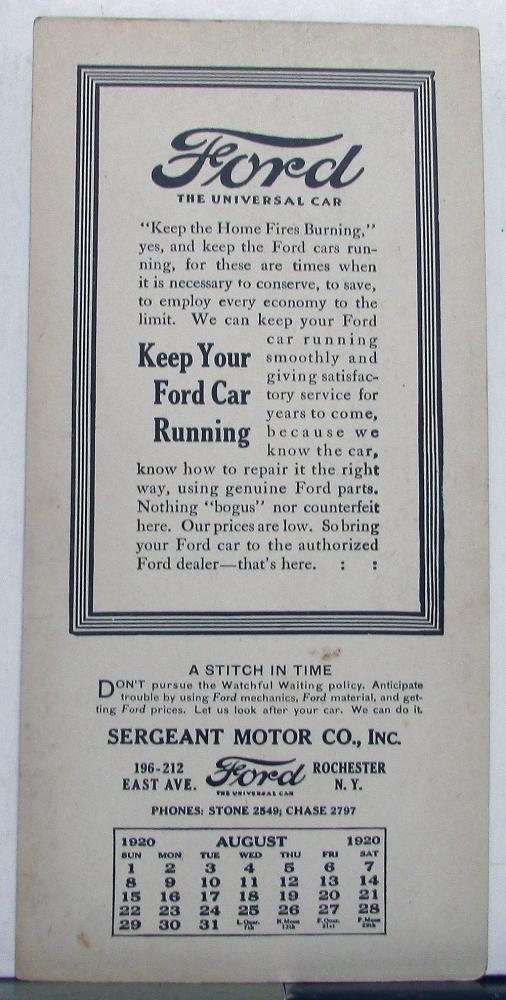 Ford
THE UNIVERSAL CAR
"Keep the Home Fires Burning,"
yes, and keep the Ford cars run-
ning, for these are times when
it is necessary to conserve, to save,
to employ every economy to the
limit. We can keep your Ford
Keep Your
Ford Car
Running
car running
smoothly and
giving satisfac-
tory service for
years to come,
because we
know the car,
know how to repair it the right
way, using genuine Ford parts.
Nothing "bogus" nor counterfeit
here. Our prices are low. So bring
your Ford car to the authorized
Ford dealer—that's here. : :
A STITCH IN TIME
DON'T pursue the Watchful Waiting policy. Anticipate
trouble by using Ford mechanics, Ford material, and get-
ting Ford prices. Let us look after your car. We can do it.
SERGEANT MOTOR CO., INC.
196-212
EAST AVE.
Ford
THE UNIVERSAL CAR
ROCHESTER
N. Y.
PHONES: STONE 2549; CHASE 2797
1920 AUGUST 1920
SUN MON TUE WED THU FRI SAT
1 2 3 4 5 6 7
8 9 10 11 12 13 14
15 16 17 18 19 20 21
22 23 24 25 26 27 28
29 30 31 L. Quar. 7th N. Moon F. Quar. 21st F. Moon